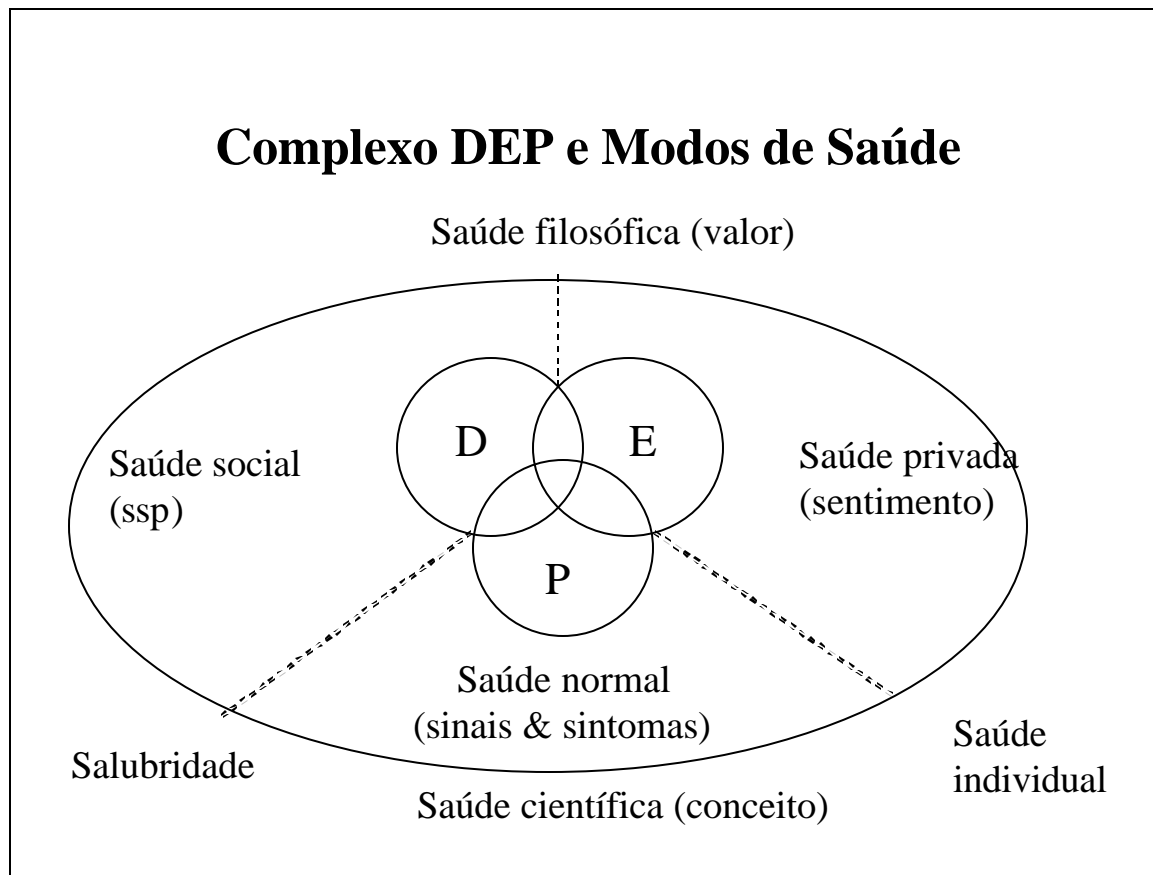 Complexo DEP e Modos de Saúde
Saúde filosófica (valor)
D
E
Saúde social
(ssp)
Saúde privada
(sentimento)
P
Saúde normal
(sinais & sintomas)
Salubridade
Saúde
individual
Saúde científica (conceito)